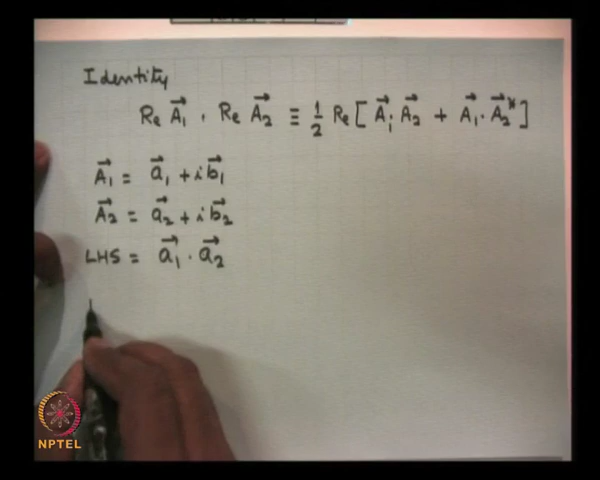 Identity
Re A⃗₁ . Re A⃗₂ ≡ ½ Re [ A⃗₁ . A⃗₂ + A⃗₁ . A⃗₂* ]
A⃗₁ = a⃗₁ + i b⃗₁
A⃗₂ = a⃗₂ + i b⃗₂
LHS = a⃗₁ . a⃗₂
NPTEL